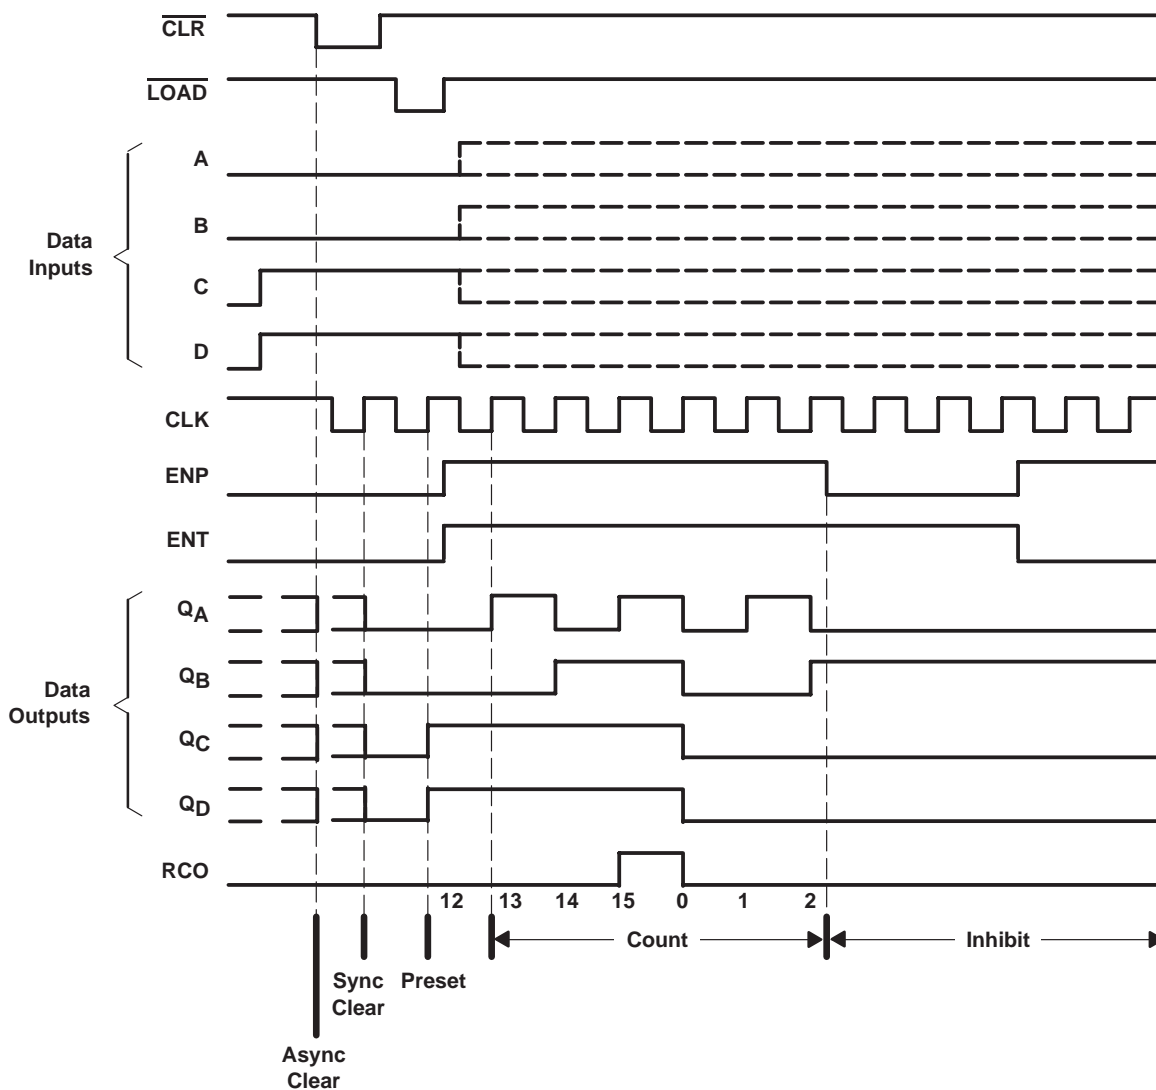 CLR
LOAD
A
B
Data
Inputs
C
D
CLK
ENP
ENT
QA
QB
Data
Outputs
QC
QD
RCO
12 13 14 15 0 1 2
Count Inhibit
Sync
Clear
Preset
Async
Clear